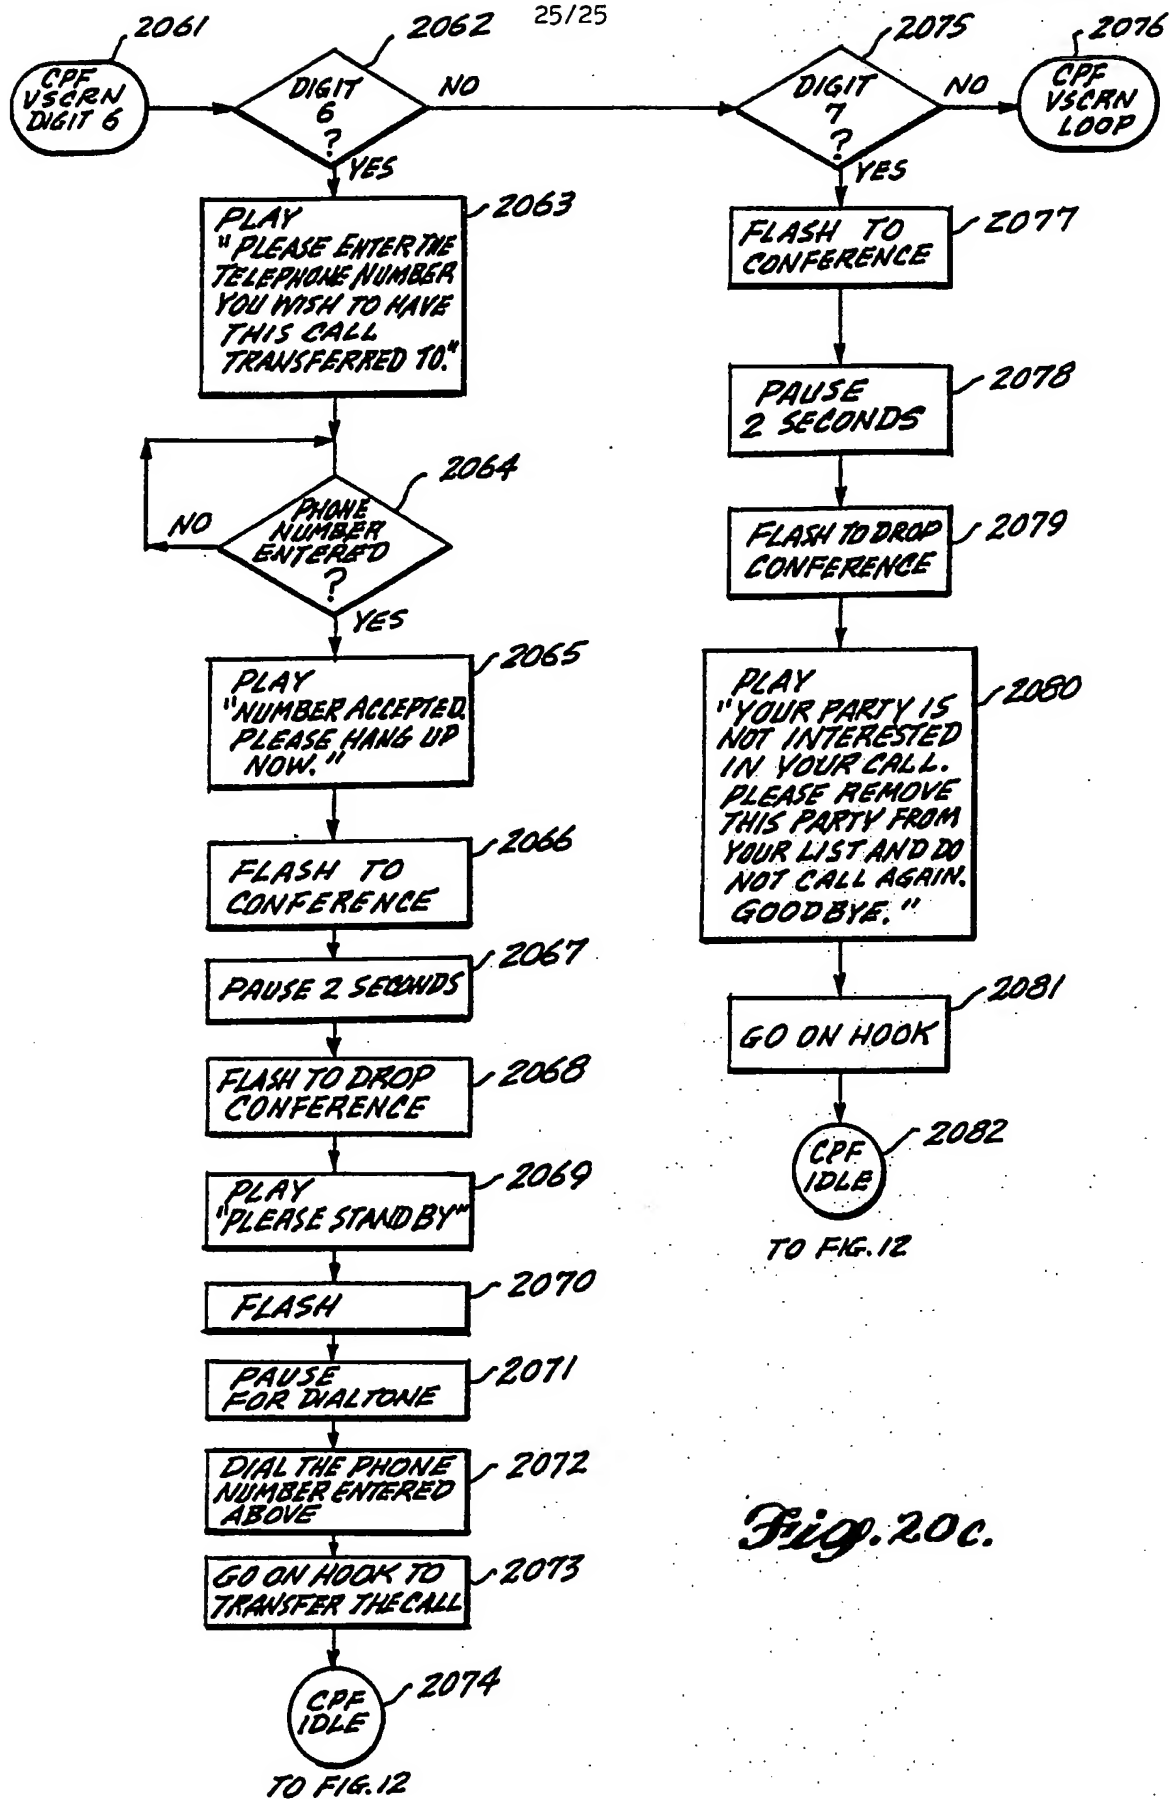 25/25
2061
CPF
VSCRN
DIGIT 6
2062
DIGIT
6
?
NO
YES
2075
DIGIT
7
?
NO
YES
2076
CPF
VSCRN
LOOP
2063
PLAY
"PLEASE ENTER THE
TELEPHONE NUMBER
YOU WISH TO HAVE
THIS CALL
TRANSFERRED TO."
2064
PHONE
NUMBER
ENTERED
?
NO
YES
2065
PLAY
"NUMBER ACCEPTED.
PLEASE HANG UP
NOW."
2066
FLASH TO
CONFERENCE
2067
PAUSE 2 SECONDS
2068
FLASH TO DROP
CONFERENCE
2069
PLAY
"PLEASE STAND BY"
2070
FLASH
2071
PAUSE
FOR DIALTONE
2072
DIAL THE PHONE
NUMBER ENTERED
ABOVE
2073
GO ON HOOK TO
TRANSFER THE CALL
2074
CPF
IDLE
TO FIG. 12
2077
FLASH TO
CONFERENCE
2078
PAUSE
2 SECONDS
2079
FLASH TO DROP
CONFERENCE
2080
PLAY
"YOUR PARTY IS
NOT INTERESTED
IN YOUR CALL.
PLEASE REMOVE
THIS PARTY FROM
YOUR LIST AND DO
NOT CALL AGAIN.
GOODBYE."
2081
GO ON HOOK
2082
CPF
IDLE
TO FIG. 12
Fig. 20c.